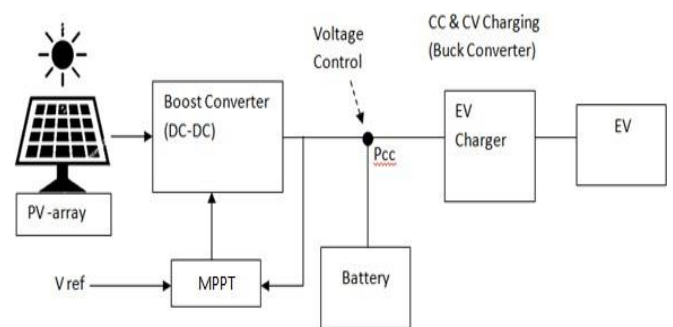 Voltage
Control
CC & CV Charging
(Buck Converter)
Boost Converter
(DC-DC)
Pcc
EV
Charger
EV
PV -array
V ref
MPPT
Battery